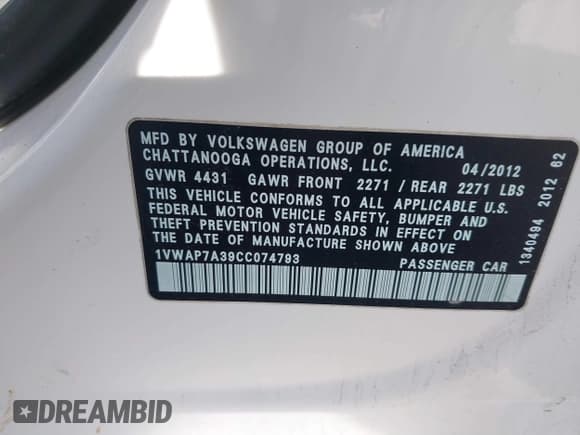 MFD BY VOLKSWAGEN GROUP OF AMERICA
CHATTANOOGA OPERATIONS, LLC. 04/2012
GVWR 4431 GAWR FRONT 2271 / REAR 2271 LBS
THIS VEHICLE CONFORMS TO ALL APPLICABLE U.S.
FEDERAL MOTOR VEHICLE SAFETY, BUMPER AND
THEFT PREVENTION STANDARDS IN EFFECT ON
THE DATE OF MANUFACTURE SHOWN ABOVE
1VWAP7A39CC074793 PASSENGER CAR
1340494 2012 62
DREAMBID